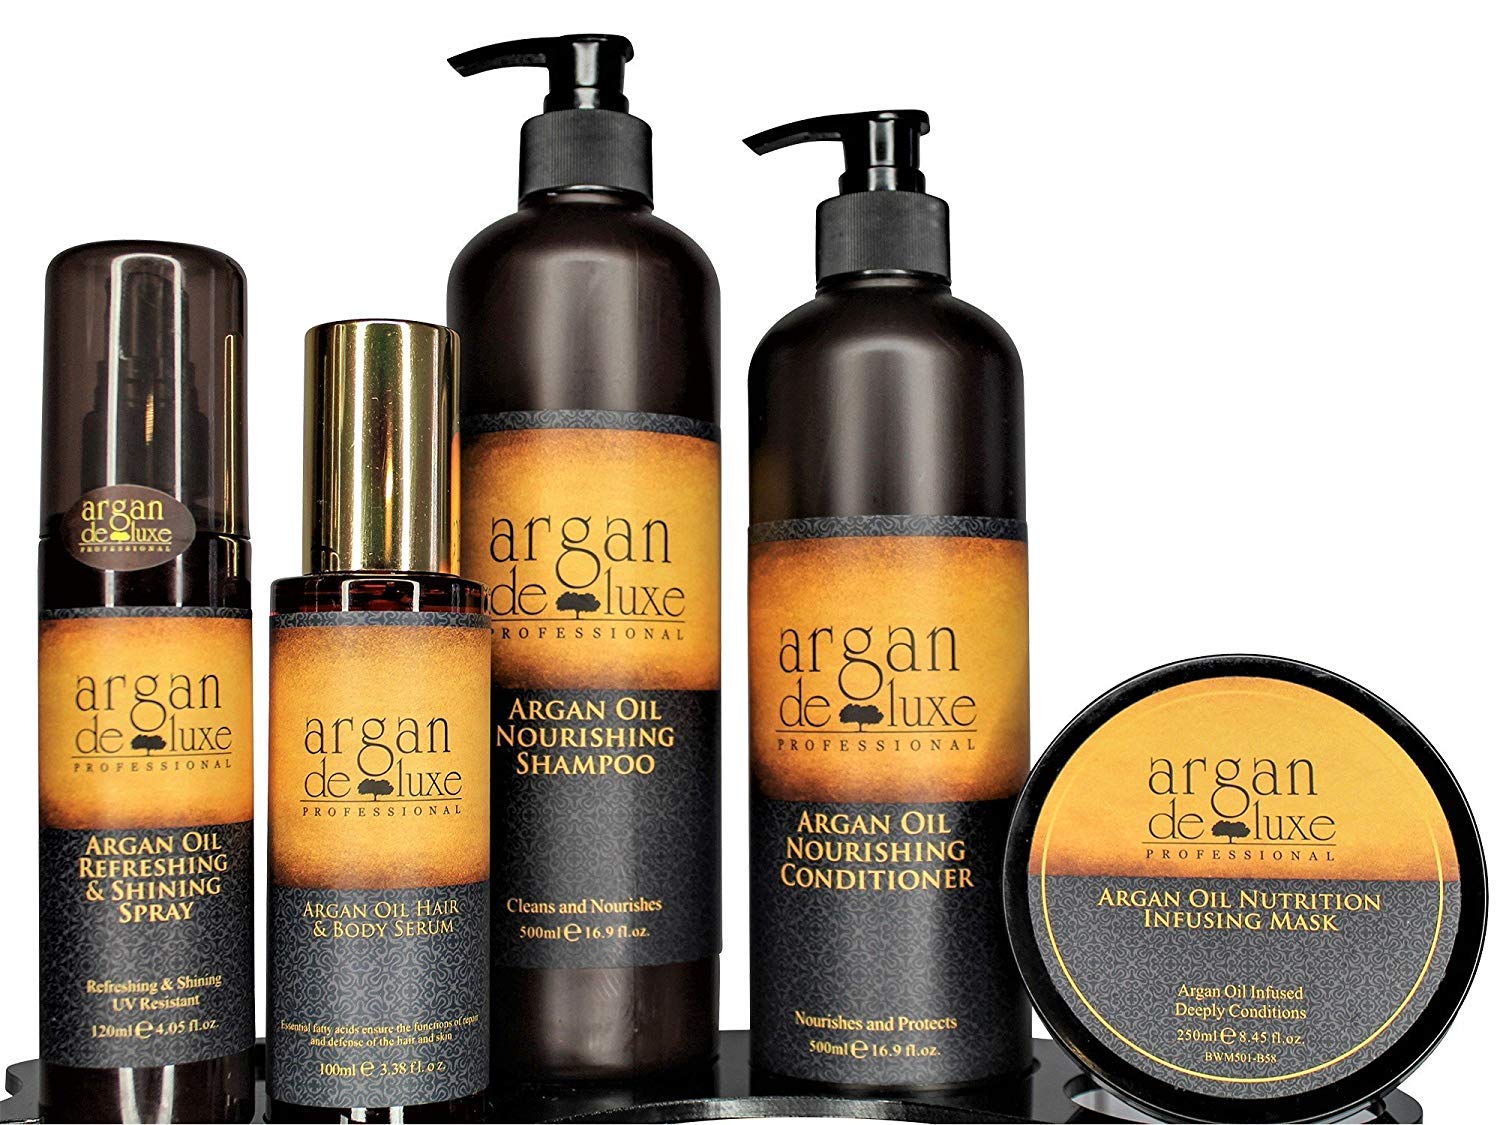 argan
de luxe
PROFESSIONAL
argan
de luxe
PROFESSIONAL
ARGAN OIL
REFRESHING
& SHINING
SPRAY
Refreshing & Shining
UV Resistant
120ml e 4.05 fl.oz.
argan
de luxe
PROFESSIONAL
ARGAN OIL HAIR
& BODY SERUM
Essential fatty acids ensure the functions of repair
and defense of the hair and skin
100ml e 3.38 fl.oz.
argan
de luxe
PROFESSIONAL
ARGAN OIL
NOURISHING
SHAMPOO
Cleans and Nourishes
500ml e 16.9 fl.oz.
argan
de luxe
PROFESSIONAL
ARGAN OIL
NOURISHING
CONDITIONER
Nourishes and Protects
500ml e 16.9 fl.oz.
argan
de luxe
PROFESSIONAL
ARGAN OIL NUTRITION
INFUSING MASK
Argan Oil Infused
Deeply Conditions
250ml e 8.45 fl.oz.
BWM501-B58